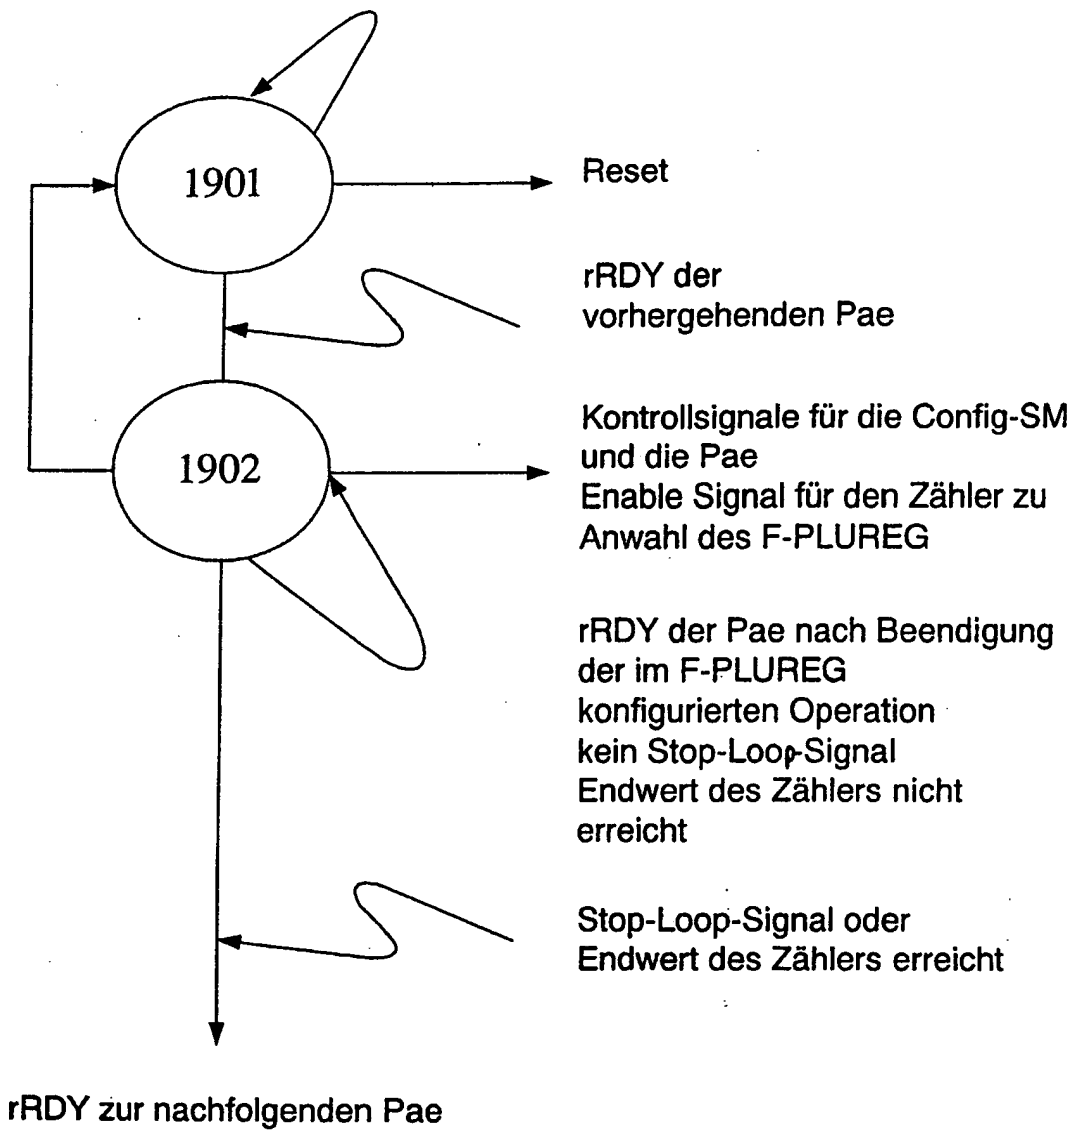 1901
Reset
rRDY der
vorhergehenden Pae
1902
Kontrollsignale für die Config-SM
und die Pae
Enable Signal für den Zähler zu
Anwahl des F-PLUREG
rRDY der Pae nach Beendigung
der im F-PLUREG
konfigurierten Operation
kein Stop-Loop-Signal
Endwert des Zählers nicht
erreicht
Stop-Loop-Signal oder
Endwert des Zählers erreicht
rRDY zur nachfolgenden Pae